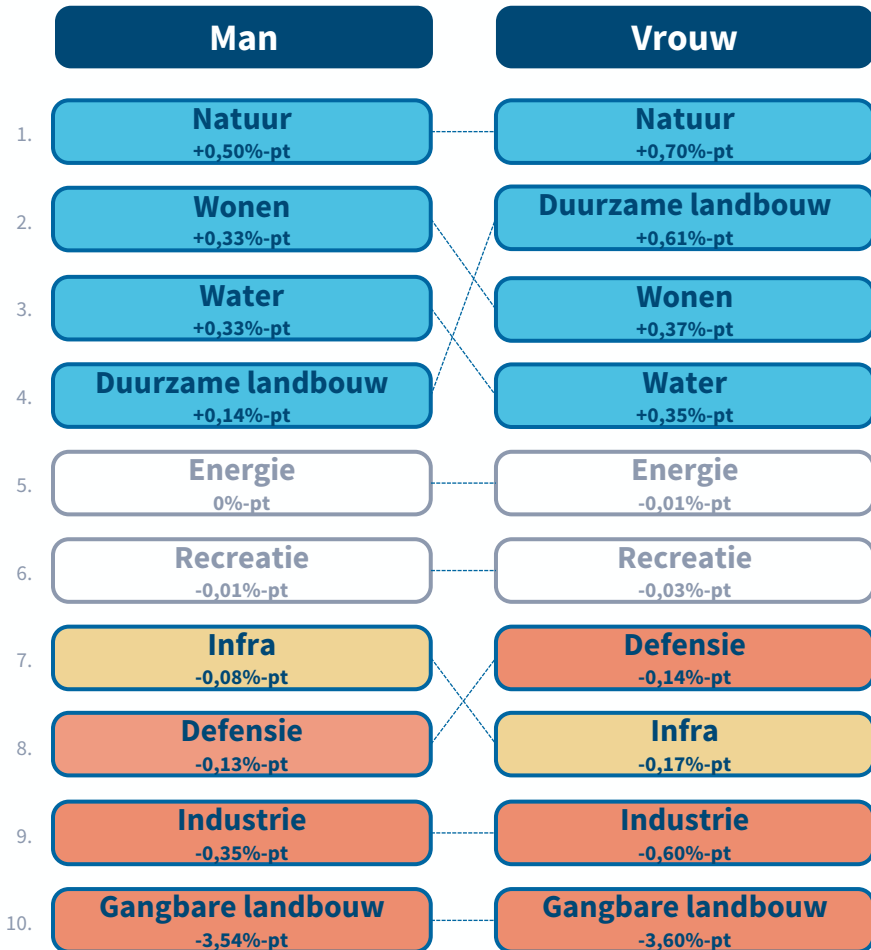 Man
Vrouw
1.
Natuur
+0,50%-pt
Natuur
+0,70%-pt
2.
Wonen
+0,33%-pt
Duurzame landbouw
+0,61%-pt
3.
Water
+0,33%-pt
Wonen
+0,37%-pt
4.
Duurzame landbouw
+0,14%-pt
Water
+0,35%-pt
5.
Energie
0%-pt
Energie
-0,01%-pt
6.
Recreatie
-0,01%-pt
Recreatie
-0,03%-pt
7.
Infra
-0,08%-pt
Defensie
-0,14%-pt
8.
Defensie
-0,13%-pt
Infra
-0,17%-pt
9.
Industrie
-0,35%-pt
Industrie
-0,60%-pt
10.
Gangbare landbouw
-3,54%-pt
Gangbare landbouw
-3,60%-pt